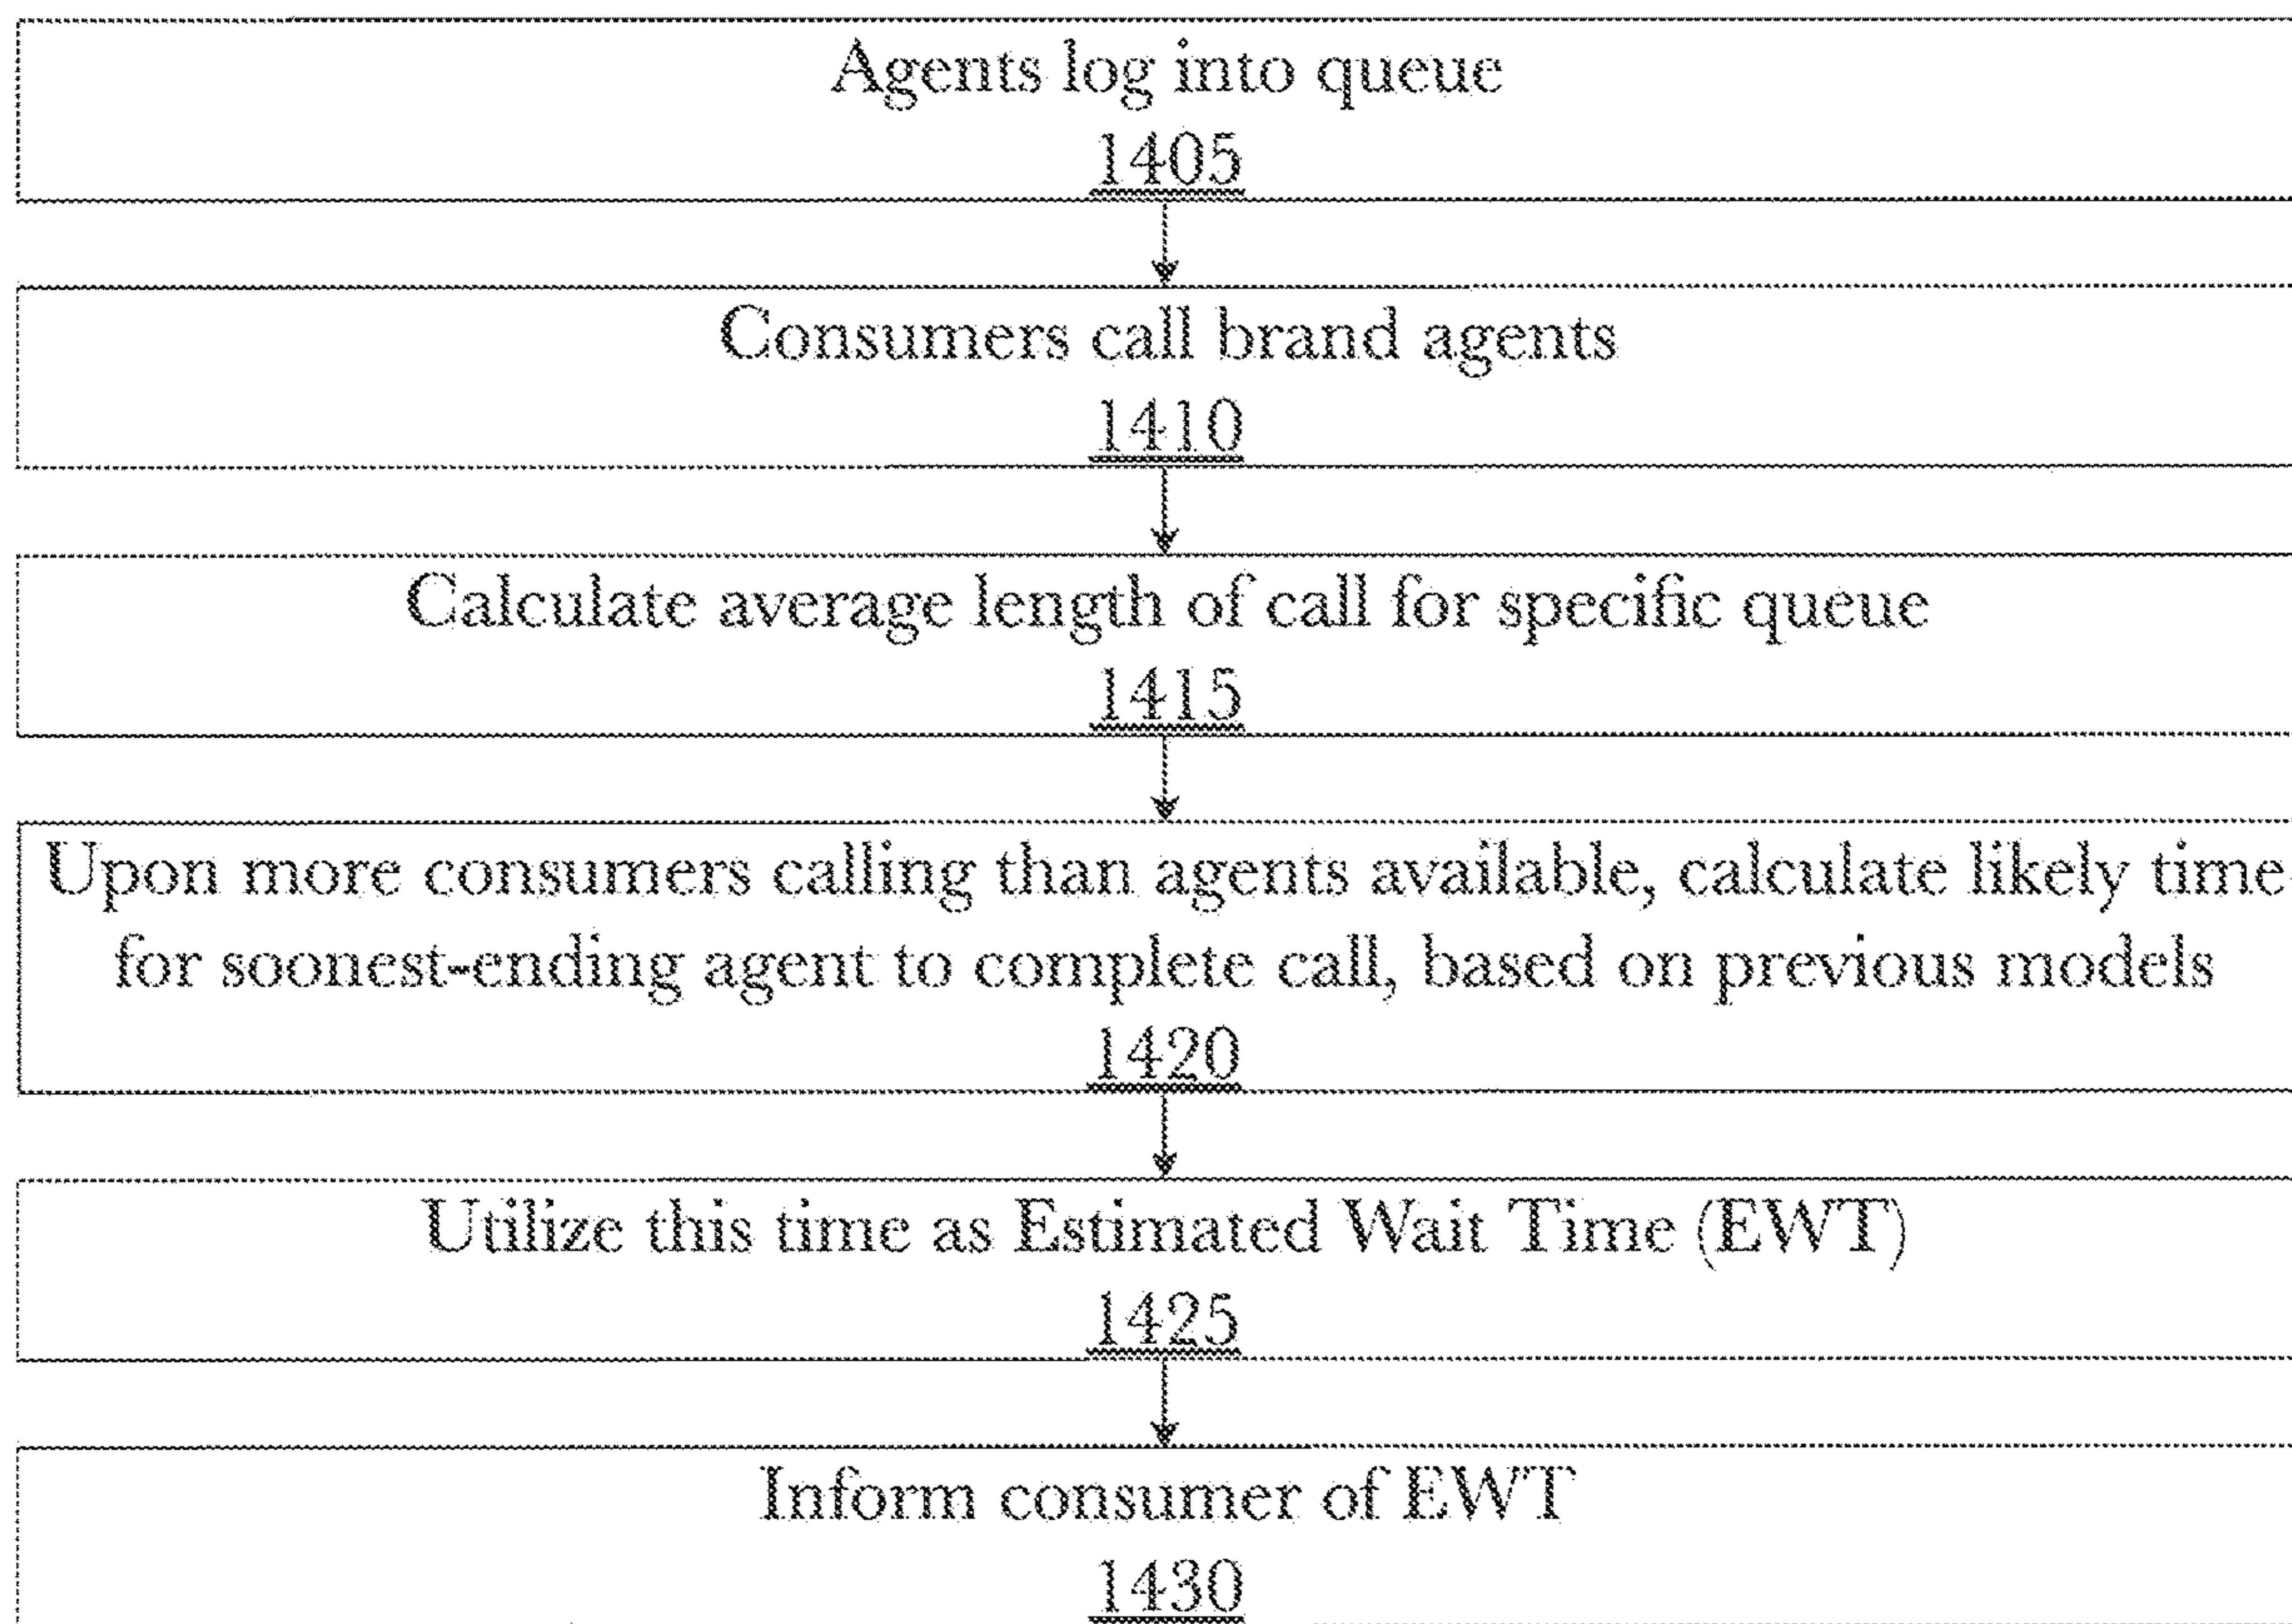 Agents log into queue
1405
Consumers call brand agents
1410
Calculate average length of call for specific queue
1415
Upon more consumers calling than agents available, calculate likely time
for soonest-ending agent to complete call, based on previous models
1420
Utilize this time as Estimated Wait Time (EWT)
1425
Inform consumer of EWT
1430